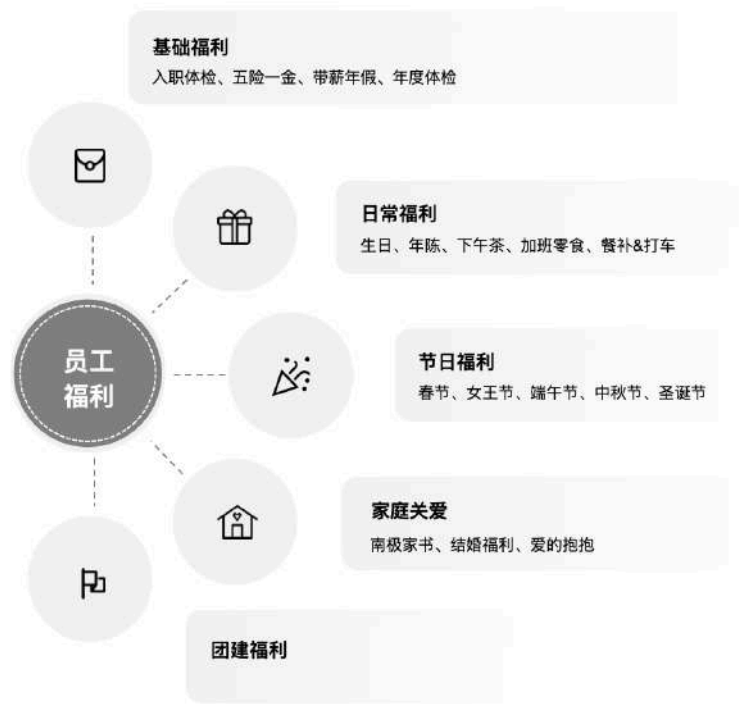 基础福利
入职体检、五险一金、带薪年假、年度体检
日常福利
生日、年陈、下午茶、加班零食、餐补&打车
员工
福利
节日福利
春节、女王节、端午节、中秋节、圣诞节
家庭关爱
南极家书、结婚福利、爱的抱抱
团建福利